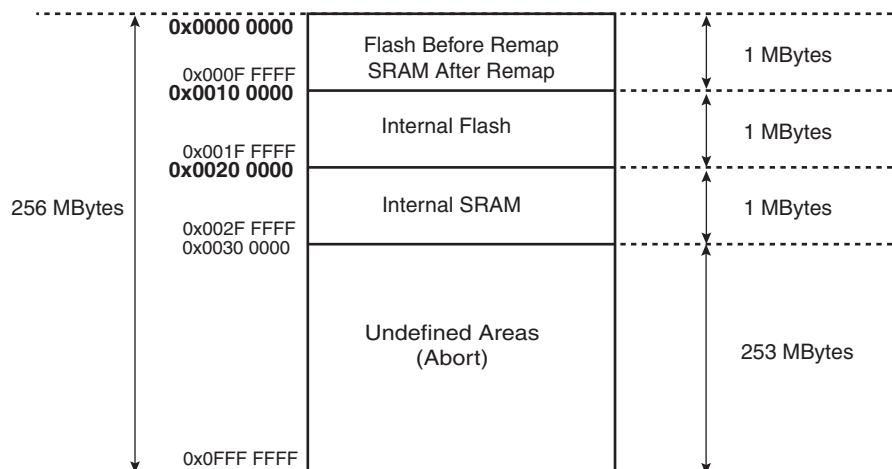 0x0000 0000
Flash Before Remap
SRAM After Remap
1 MBytes
0x000F FFFF
0x0010 0000
Internal Flash
1 MBytes
0x001F FFFF
0x0020 0000
256 MBytes
Internal SRAM
1 MBytes
0x002F FFFF
0x0030 0000
Undefined Areas
(Abort)
253 MBytes
0x0FFF FFFF